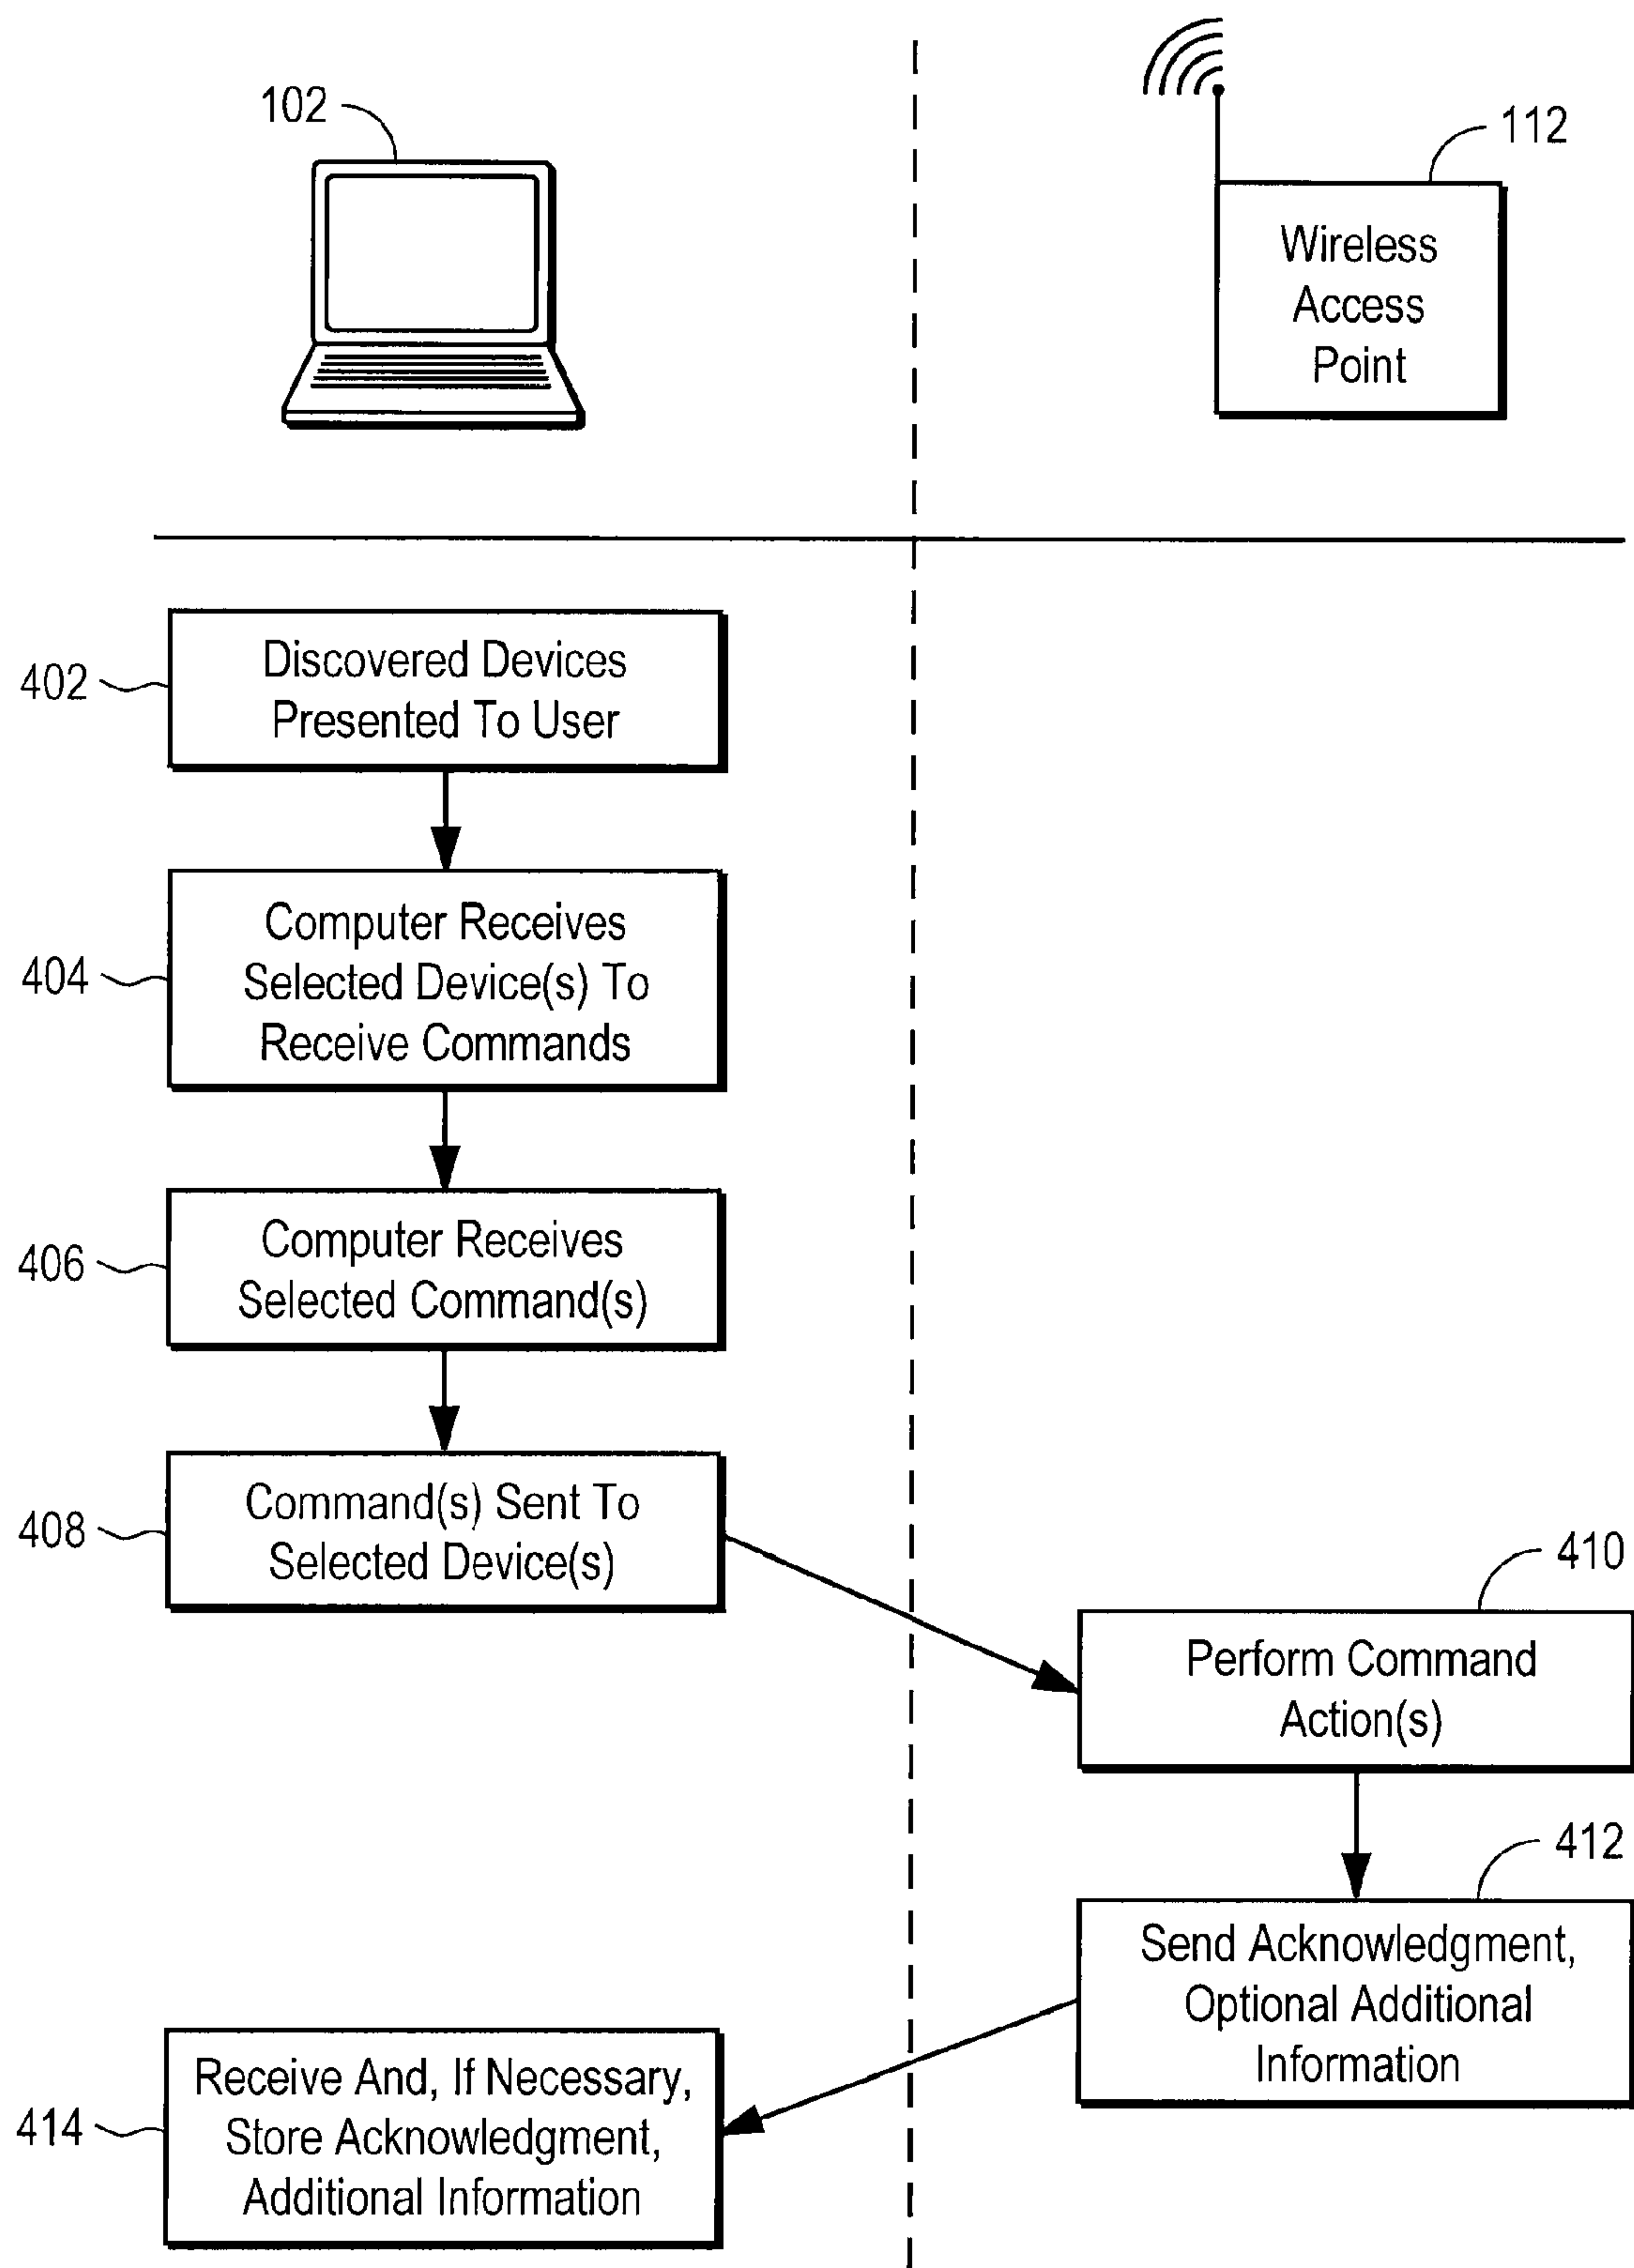 102
112
Wireless
Access
Point
402
Discovered Devices
Presented To User
404
Computer Receives
Selected Device(s) To
Receive Commands
406
Computer Receives
Selected Command(s)
408
Command(s) Sent To
Selected Device(s)
410
Perform Command
Action(s)
412
Send Acknowledgment,
Optional Additional
Information
414
Receive And, If Necessary,
Store Acknowledgment,
Additional Information